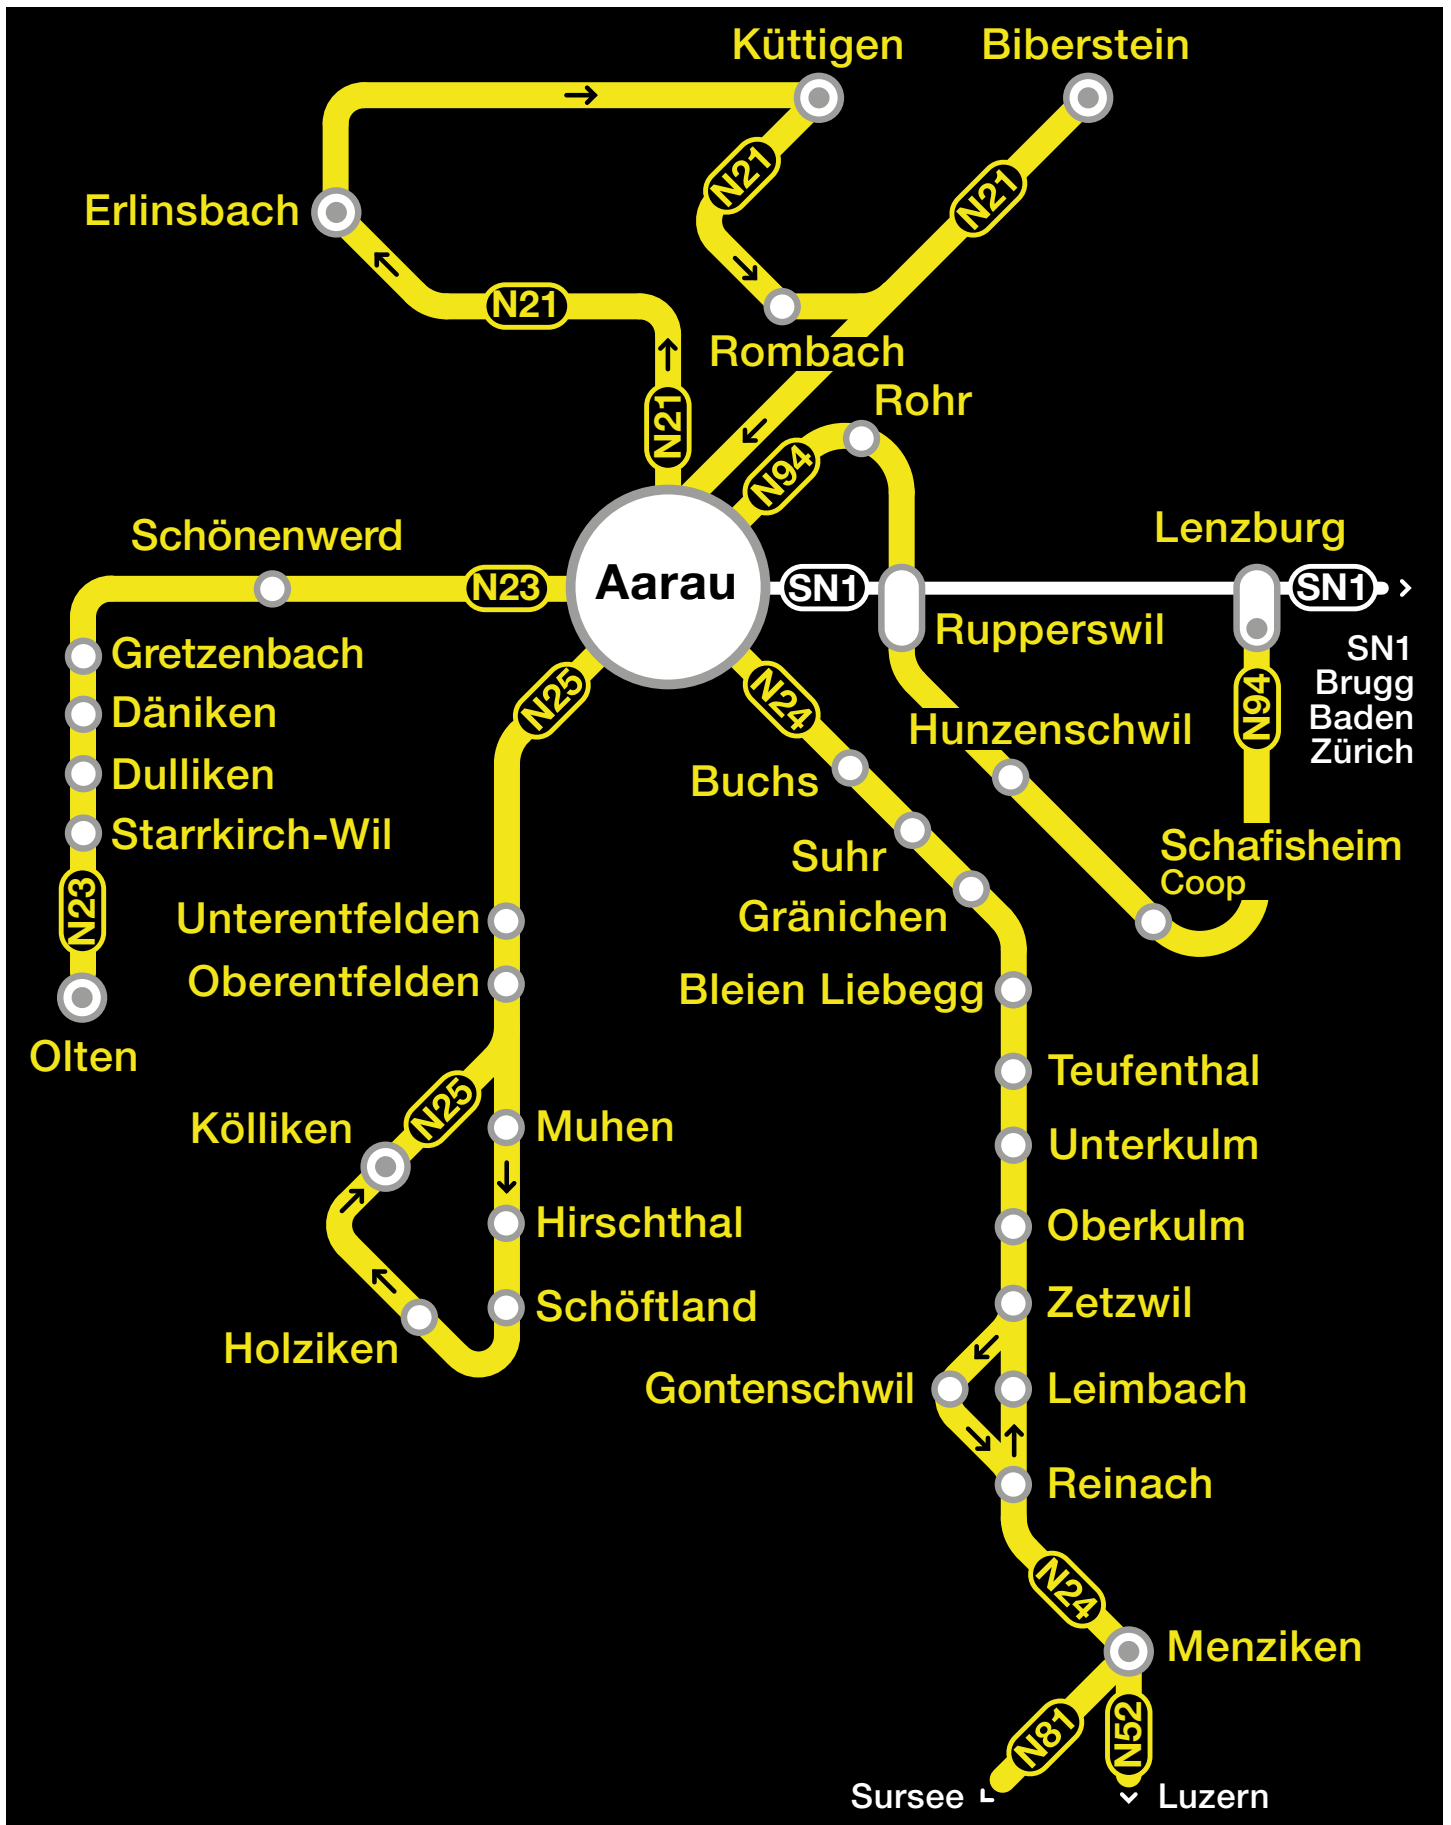 Küttigen
Biberstein
N21
N21
Erlinsbach
N21
Rombach
Rohr
N21
N94
Schönenwerd
Lenzburg
N23
Aarau
SN1
SN1
Gretzenbach
Rupperswil
SN1
Brugg
Baden
Zürich
N25
N24
N94
Däniken
Hunzenschwil
Dulliken
Buchs
Starrkirch-Wil
Suhr
Schafisheim
Coop
N23
Unterentfelden
Gränichen
Oberentfelden
Bleien Liebegg
Olten
Teufenthal
N25
Kölliken
Muhen
Unterkulm
Hirschthal
Oberkulm
Schöftland
Zetzwil
Holziken
Gontenschwil
Leimbach
Reinach
N24
Menziken
N81
N52
Sursee
Luzern